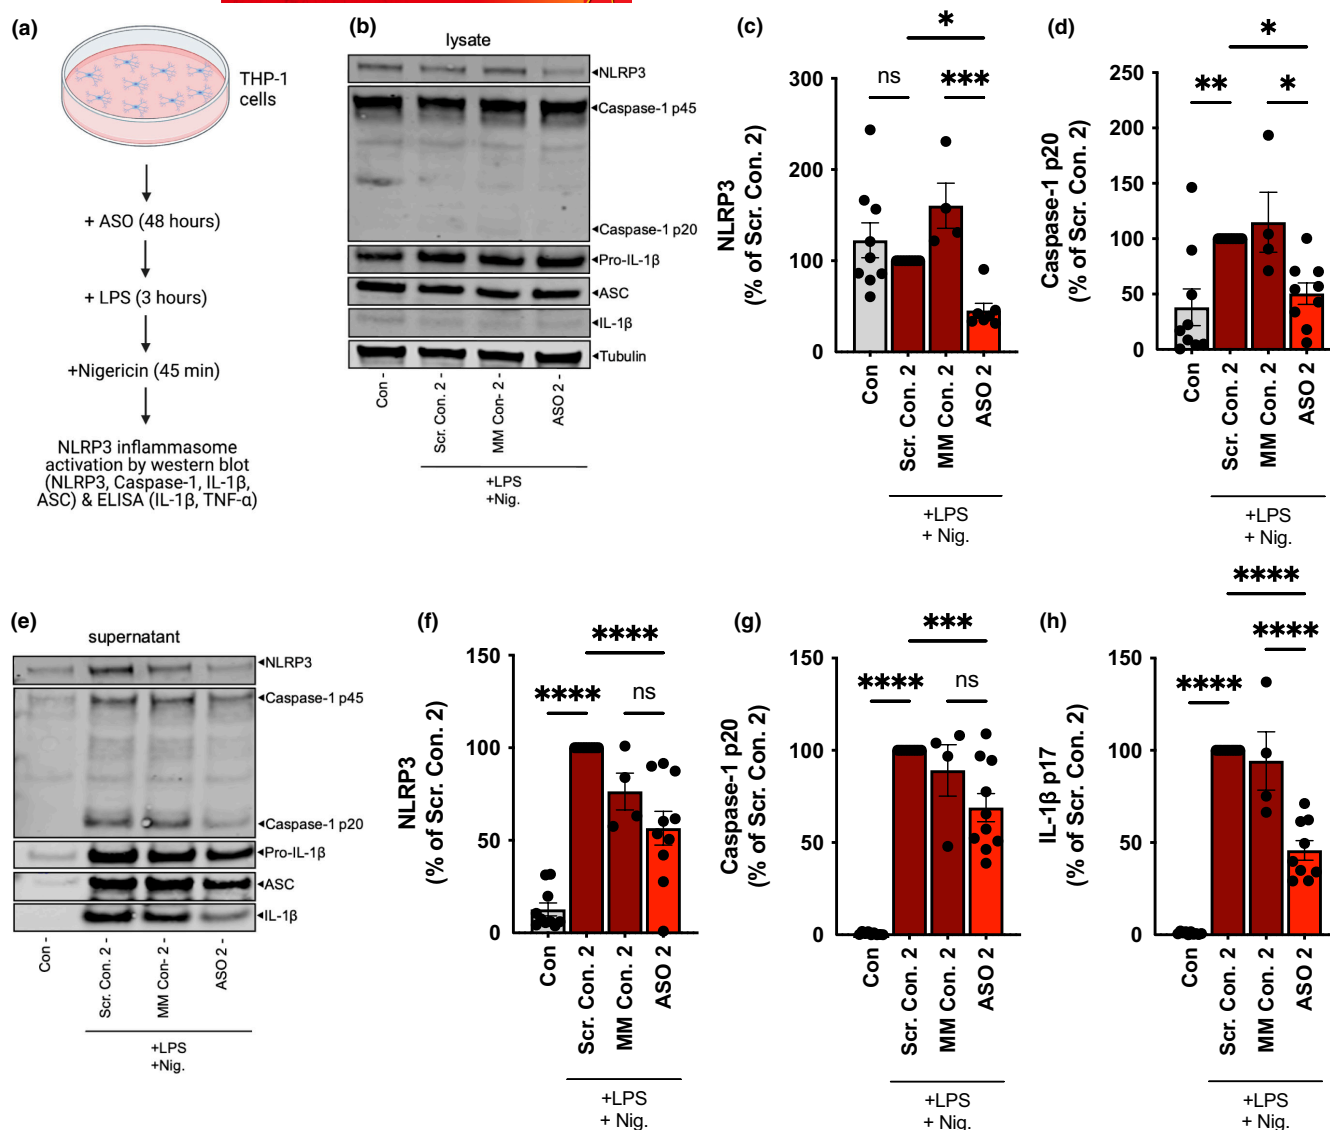 (a)
THP-1
cells
+ ASO (48 hours)
+ LPS (3 hours)
+Nigericin (45 min)
NLRP3 inflammasome
activation by western blot
(NLRP3, Caspase-1, IL-1β,
ASC) & ELISA (IL-1β, TNF-α)
(b)
lysate
NLRP3
Caspase-1 p45
Caspase-1 p20
Pro-IL-1β
ASC
IL-1β
Tubulin
Con -
Scr. Con. 2 -
MM Con- 2 -
ASO 2 -
+LPS
+Nig.
(c)
*
ns
***
300
200
100
0
NLRP3
(% of Scr. Con. 2)
Con
Scr. Con. 2
MM Con. 2
ASO 2
+LPS
+ Nig.
(d)
*
**
*
250
200
150
100
50
0
Caspase-1 p20
(% of Scr. Con. 2)
Con
Scr. Con. 2
MM Con. 2
ASO 2
+LPS
+ Nig.
(e)
supernatant
NLRP3
Caspase-1 p45
Caspase-1 p20
Pro-IL-1β
ASC
IL-1β
Con -
Scr. Con. 2 -
MM Con- 2 -
ASO 2 -
+LPS
+Nig.
(f)
****
****
ns
150
100
50
0
NLRP3
(% of Scr. Con. 2)
Con
Scr. Con. 2
MM Con. 2
ASO 2
+LPS
+ Nig.
(g)
***
****
ns
150
100
50
0
Caspase-1 p20
(% of Scr. Con. 2)
Con
Scr. Con. 2
MM Con. 2
ASO 2
+LPS
+ Nig.
(h)
****
****
****
150
100
50
0
IL-1β p17
(% of Scr. Con. 2)
Con
Scr. Con. 2
MM Con. 2
ASO 2
+LPS
+ Nig.